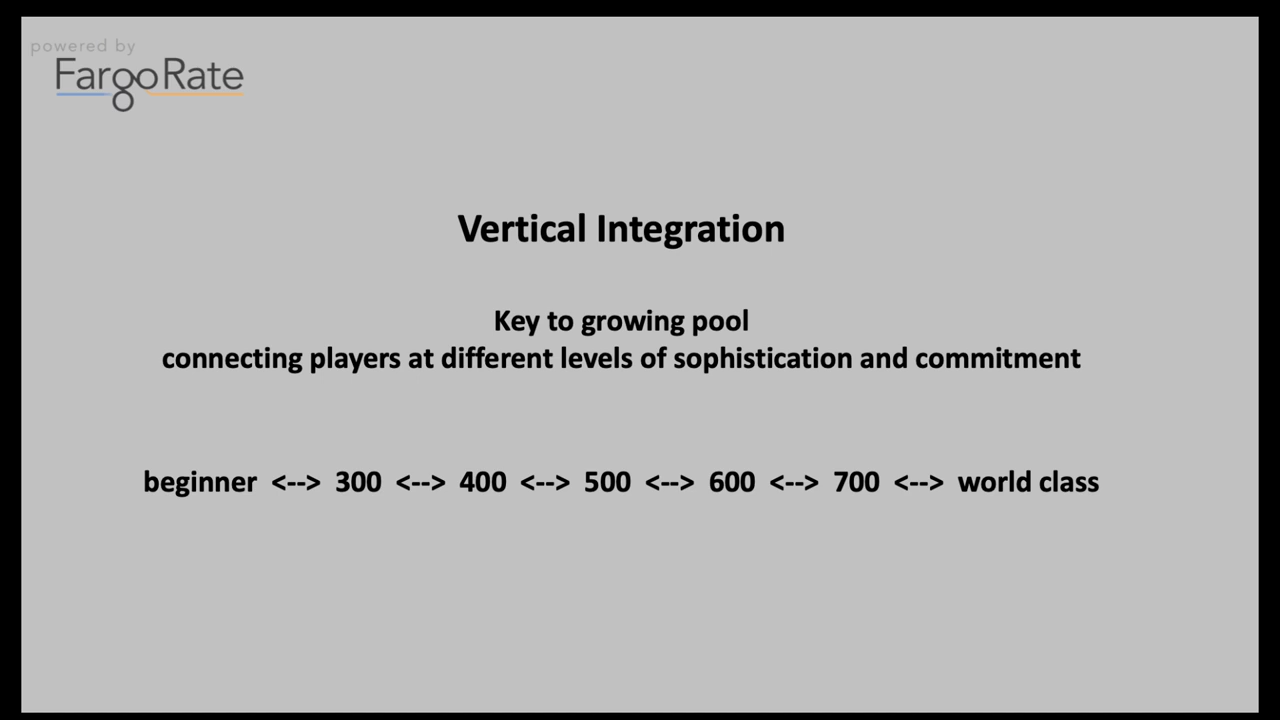 powered by
FargoRate
Vertical Integration
Key to growing pool
connecting players at different levels of sophistication and commitment
beginner <--> 300 <--> 400 <--> 500 <--> 600 <--> 700 <--> world class